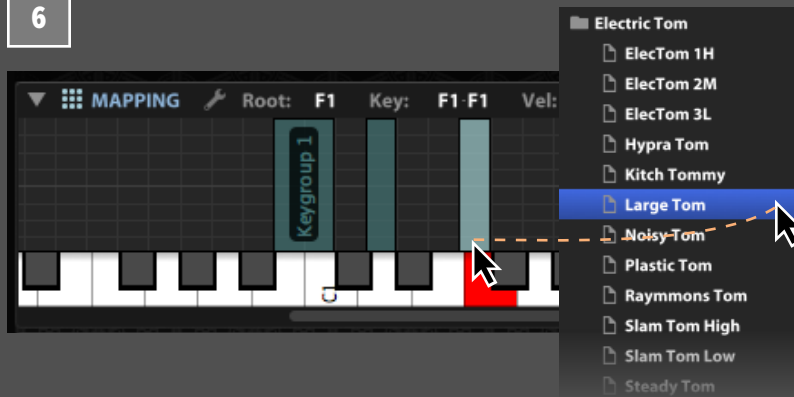 6
MAPPING Root: F1 Key: F1-F1 Vel:
Keygroup 1
C1
Electric Tom
ElecTom 1H
ElecTom 2M
ElecTom 3L
Hypra Tom
Kitch Tommy
Large Tom
Noisy Tom
Plastic Tom
Raymmons Tom
Slam Tom High
Slam Tom Low
Steady Tom